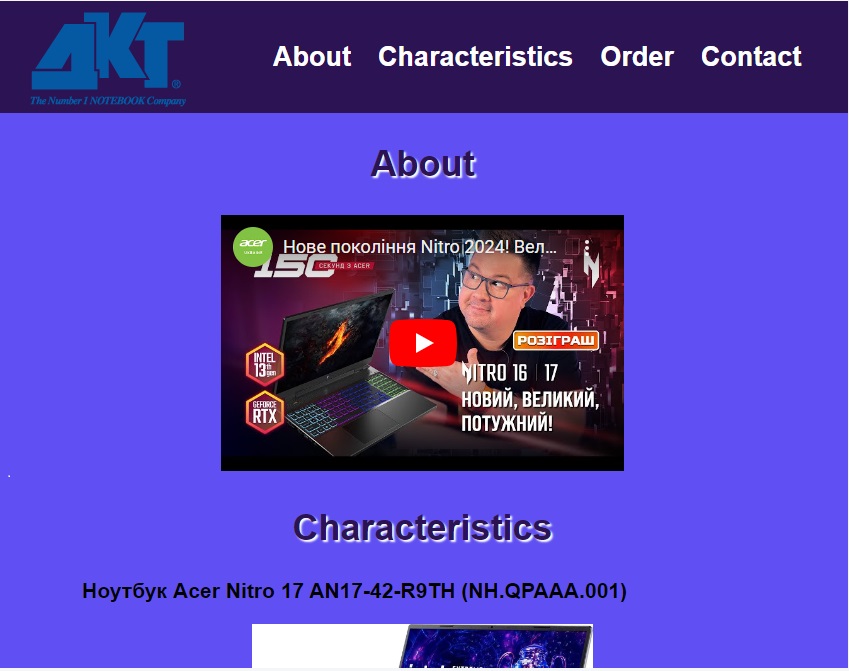 AKT
®
The Number 1 NOTEBOOK Company
About Characteristics Order Contact
About
acer
Нове покоління Nitro 2024! Вел...
15С
СЕКУНД З ACER
РОЗІГРАШ
INTEL
13th
gen
GEFORCE
RTX
NITRO 16 | 17
НОВИЙ, ВЕЛИКИЙ,
ПОТУЖНИЙ!
Characteristics
Ноутбук Acer Nitro 17 AN17-42-R9TH (NH.QPAAA.001)